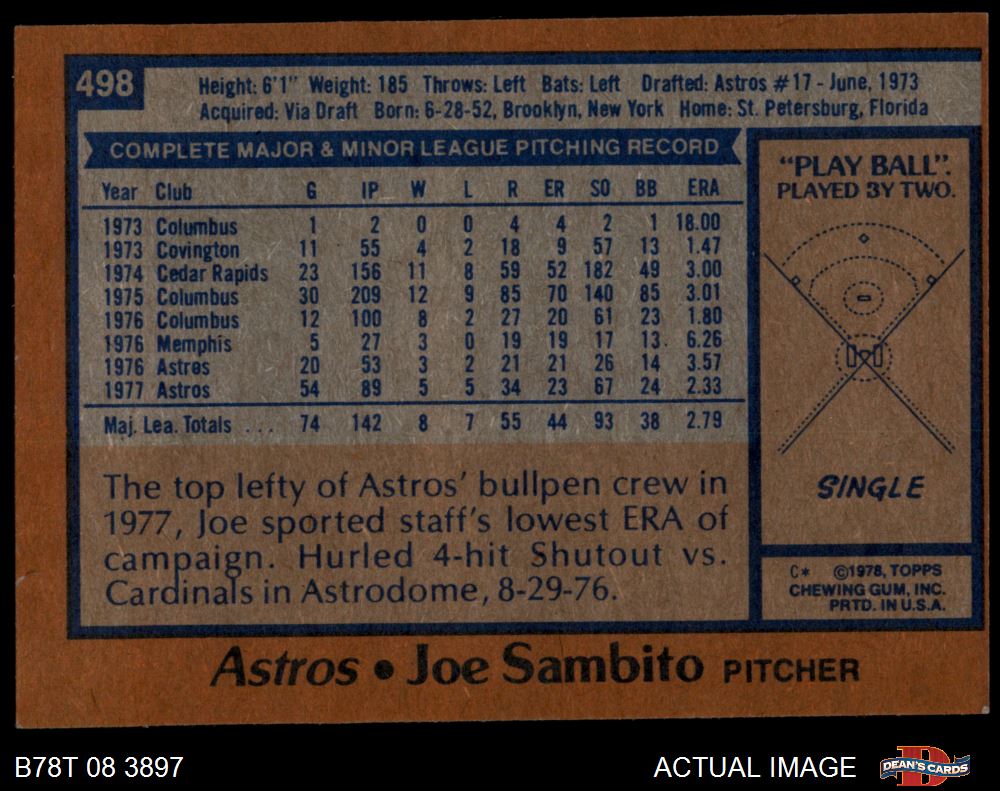 498
Height: 6'1" Weight: 185 Throws: Left Bats: Left Drafted: Astros #17 - June, 1973
Acquired: Via Draft Born: 6-28-52, Brooklyn, New York Home: St. Petersburg, Florida
COMPLETE MAJOR & MINOR LEAGUE PITCHING RECORD
Year Club G IP W L R ER SO BB ERA
1973 Columbus 1 2 0 0 4 4 2 1 18.00
1973 Covington 11 55 4 2 18 9 57 13 1.47
1974 Cedar Rapids 23 156 11 8 59 52 182 49 3.00
1975 Columbus 30 209 12 9 85 70 140 85 3.01
1976 Columbus 12 100 8 2 27 20 61 23 1.80
1976 Memphis 5 27 3 0 19 19 17 13 6.26
1976 Astros 20 53 3 2 21 21 26 14 3.57
1977 Astros 54 89 5 5 34 23 67 24 2.33
Maj. Lea. Totals ... 74 142 8 7 55 44 93 38 2.79
The top lefty of Astros' bullpen crew in
1977, Joe sported staff's lowest ERA of
campaign. Hurled 4-hit Shutout vs.
Cardinals in Astrodome, 8-29-76.
"PLAY BALL".
PLAYED BY TWO.
SINGLE
C* ©1978, TOPPS
CHEWING GUM, INC.
PRTD. IN U.S.A.
Astros • Joe Sambito PITCHER
B78T 08 3897
ACTUAL IMAGE
DEAN'S CARDS